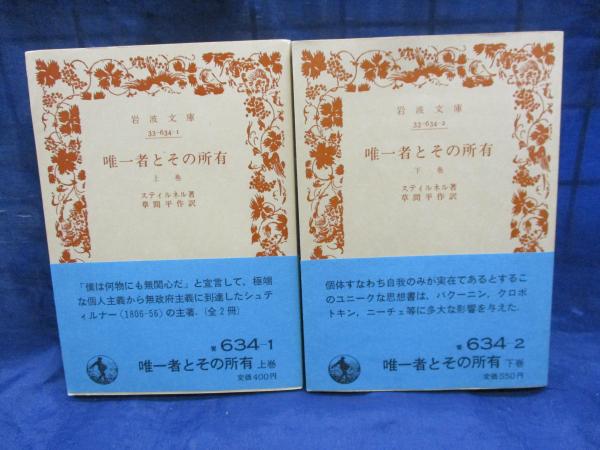 岩波文庫
33-634-1
唯一者とその所有
上巻
スティルネル著
草間平作訳
「僕は何物にも無関心だ」と宣言して、極端
な個人主義から無政府主義に到達したシュテ
ィルナー(1806-56)の主著．(全2冊)
634-1
唯一者とその所有 上巻
定価400円
岩波文庫
33-634-2
唯一者とその所有
下巻
スティルネル著
草間平作訳
個体すなわち自我のみが実在であるとするこ
のユニークな思想書は、バクーニン、クロポ
トキン、ニーチェ等に多大な影響を与えた．
634-2
唯一者とその所有 下巻
定価550円